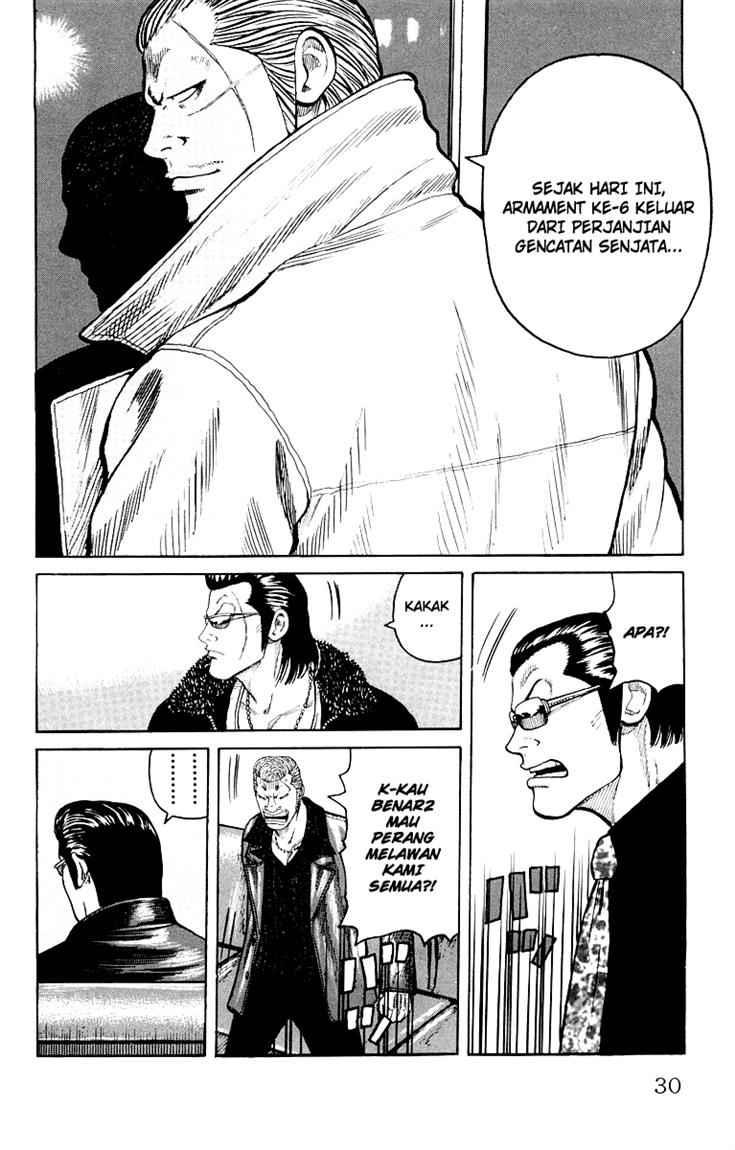 SEJAK HARI INI,
ARMAMENT KE-6 KELUAR
DARI PERJANJIAN
GENCATAN SENJATA...
APA?!
KAKAK
...
K-KAU
BENAR2
MAU
PERANG
MELAWAN
KAMI
SEMUA?!
.......
30